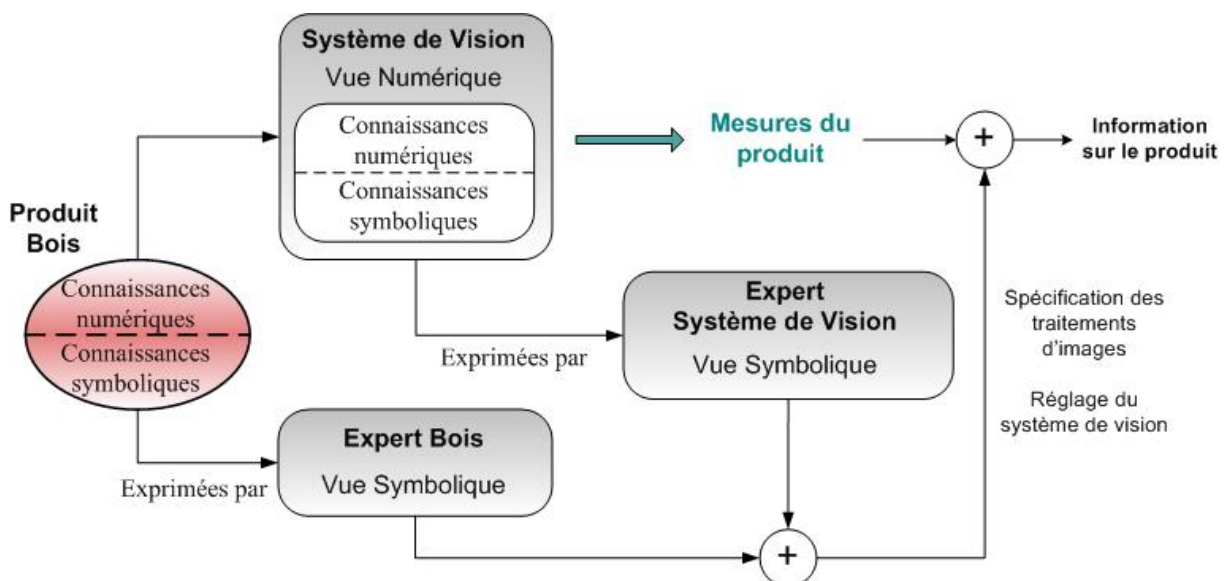 Système de Vision
Vue Numérique
Connaissances
numériques
Connaissances
symboliques
Mesures du
produit
+
Information
sur le produit
Produit
Bois
Connaissances
numériques
Connaissances
symboliques
Exprimées par
Expert
Système de Vision
Vue Symbolique
Spécification des
traitements
d'images
Réglage du
système de vision
Exprimées par
Expert Bois
Vue Symbolique
+